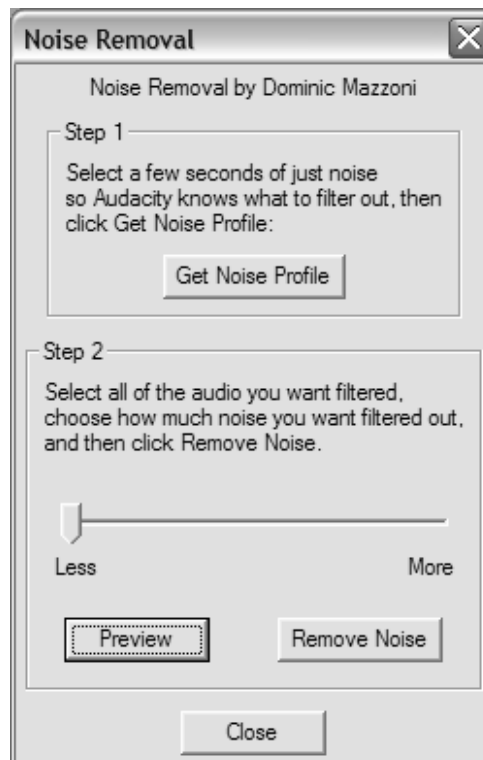 Noise Removal
Noise Removal by Dominic Mazzoni
Step 1
Select a few seconds of just noise
so Audacity knows what to filter out, then
click Get Noise Profile:
Get Noise Profile
Step 2
Select all of the audio you want filtered,
choose how much noise you want filtered out,
and then click Remove Noise.
Less More
Preview Remove Noise
Close